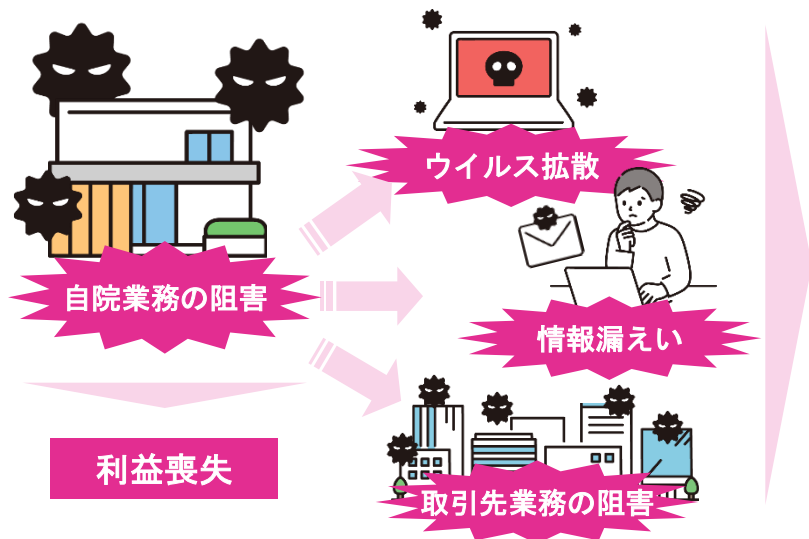 ウイルス拡散
自院業務の阻害
情報漏えい
利益喪失
取引先業務の阻害